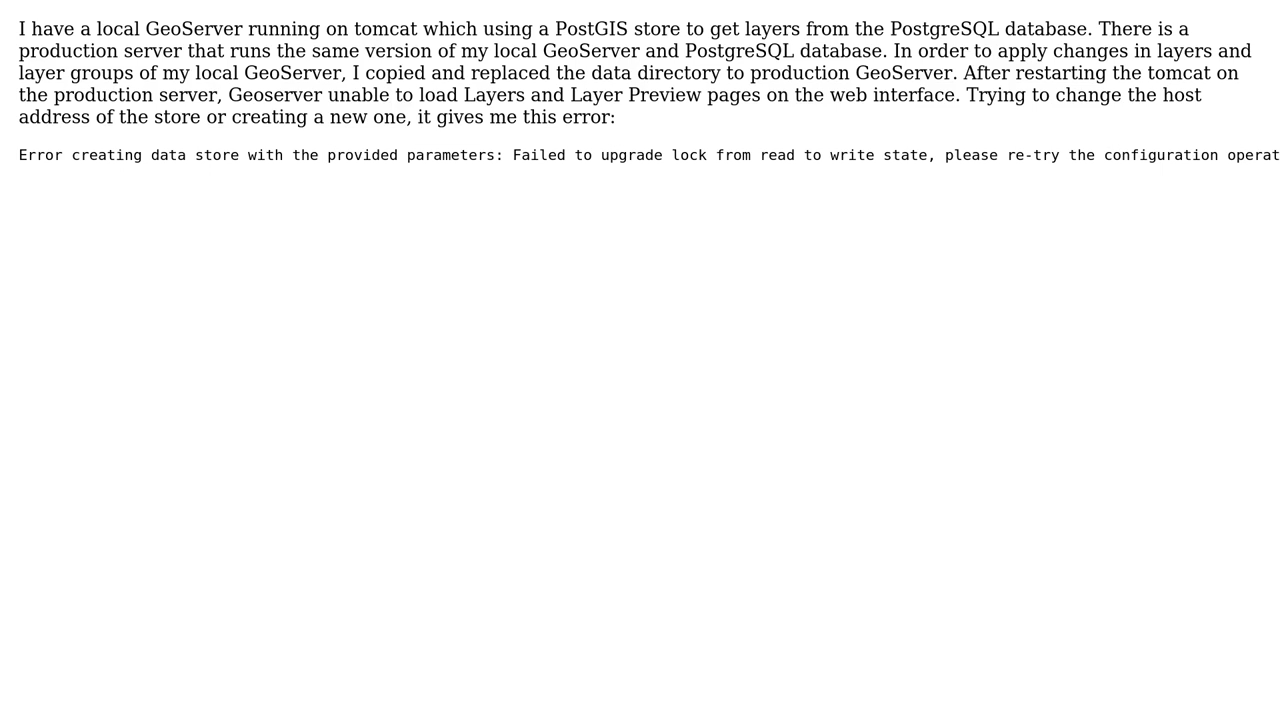 I have a local GeoServer running on tomcat which using a PostGIS store to get layers from the PostgreSQL database. There is a
production server that runs the same version of my local GeoServer and PostgreSQL database. In order to apply changes in layers and
layer groups of my local GeoServer, I copied and replaced the data directory to production GeoServer. After restarting the tomcat on
the production server, Geoserver unable to load Layers and Layer Preview pages on the web interface. Trying to change the host
address of the store or creating a new one, it gives me this error:
Error creating data store with the provided parameters: Failed to upgrade lock from read to write state, please re-try the configuration operat